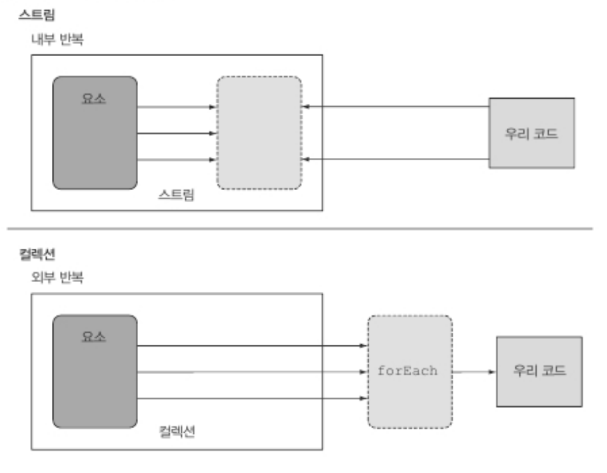 스트림
내부 반복
요소
우리 코드
스트림
컬렉션
외부 반복
요소
forEach
우리 코드
컬렉션